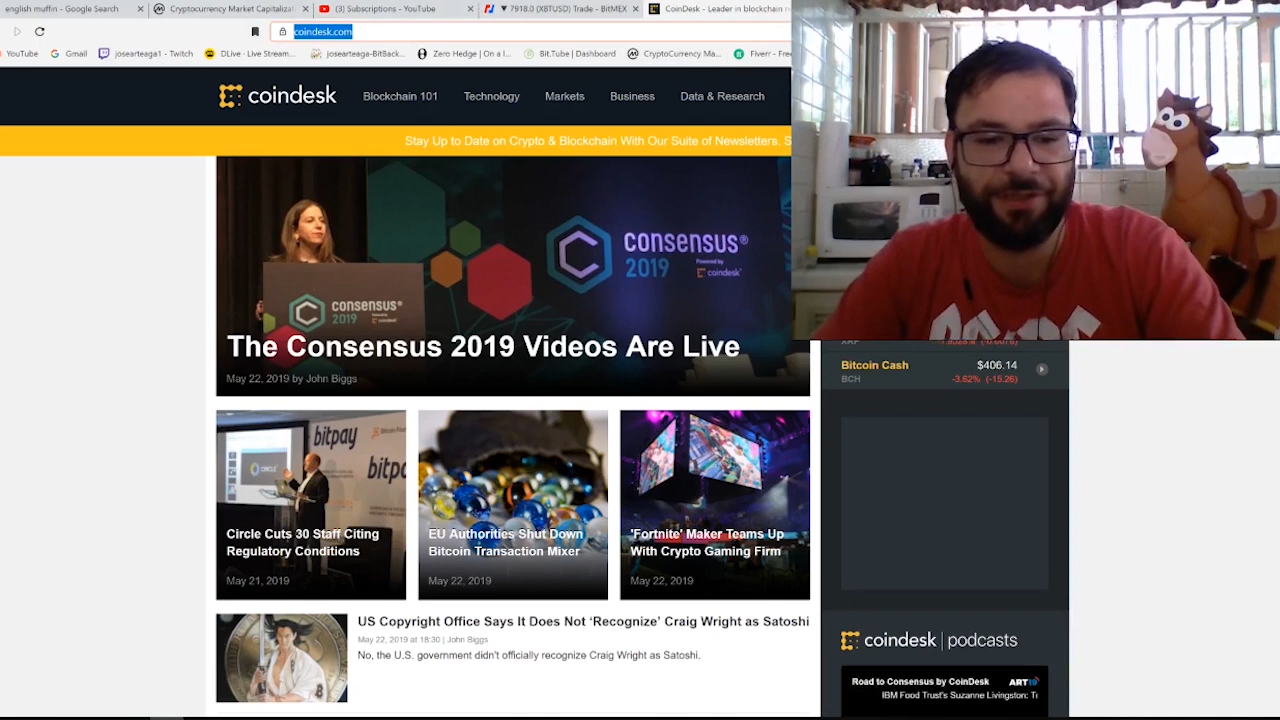 english muffin - Google Search
Cryptocurrency Market Capitaliza
(3) Subscriptions - YouTube
▼ 7918.0 (XBTUSD) Trade - BitMEX
CoinDesk - Leader in blockchain
coindesk.com
YouTube
Gmail
josearteaga1 - Twitch
DLive · Live Stream...
josearteaga-BitBack...
Zero Hedge | On a l...
Bit.Tube | Dashboard
CryptoCurrency Ma...
Fiverr - Free
coindesk
Blockchain 101
Technology
Markets
Business
Data & Research
Stay Up to Date on Crypto & Blockchain With Our Suite of Newsletters. S
consensus®
2019
Powered by
coindesk
consensus®
2019
The Consensus 2019 Videos Are Live
May 22, 2019 by John Biggs
XRP
Bitcoin Cash
$406.14
BCH
-3.62% (-15.26)
bitpay
CIRCLE
Circle Cuts 30 Staff Citing
Regulatory Conditions
May 21, 2019
EU Authorities Shut Down
Bitcoin Transaction Mixer
May 22, 2019
'Fortnite' Maker Teams Up
With Crypto Gaming Firm
May 22, 2019
US Copyright Office Says It Does Not ‘Recognize’ Craig Wright as Satoshi
May 22, 2019 at 18:30 | John Biggs
No, the U.S. government didn't officially recognize Craig Wright as Satoshi.
coindesk | podcasts
Road to Consensus by CoinDesk
ART19
IBM Food Trust's Suzanne Livingston: Tr